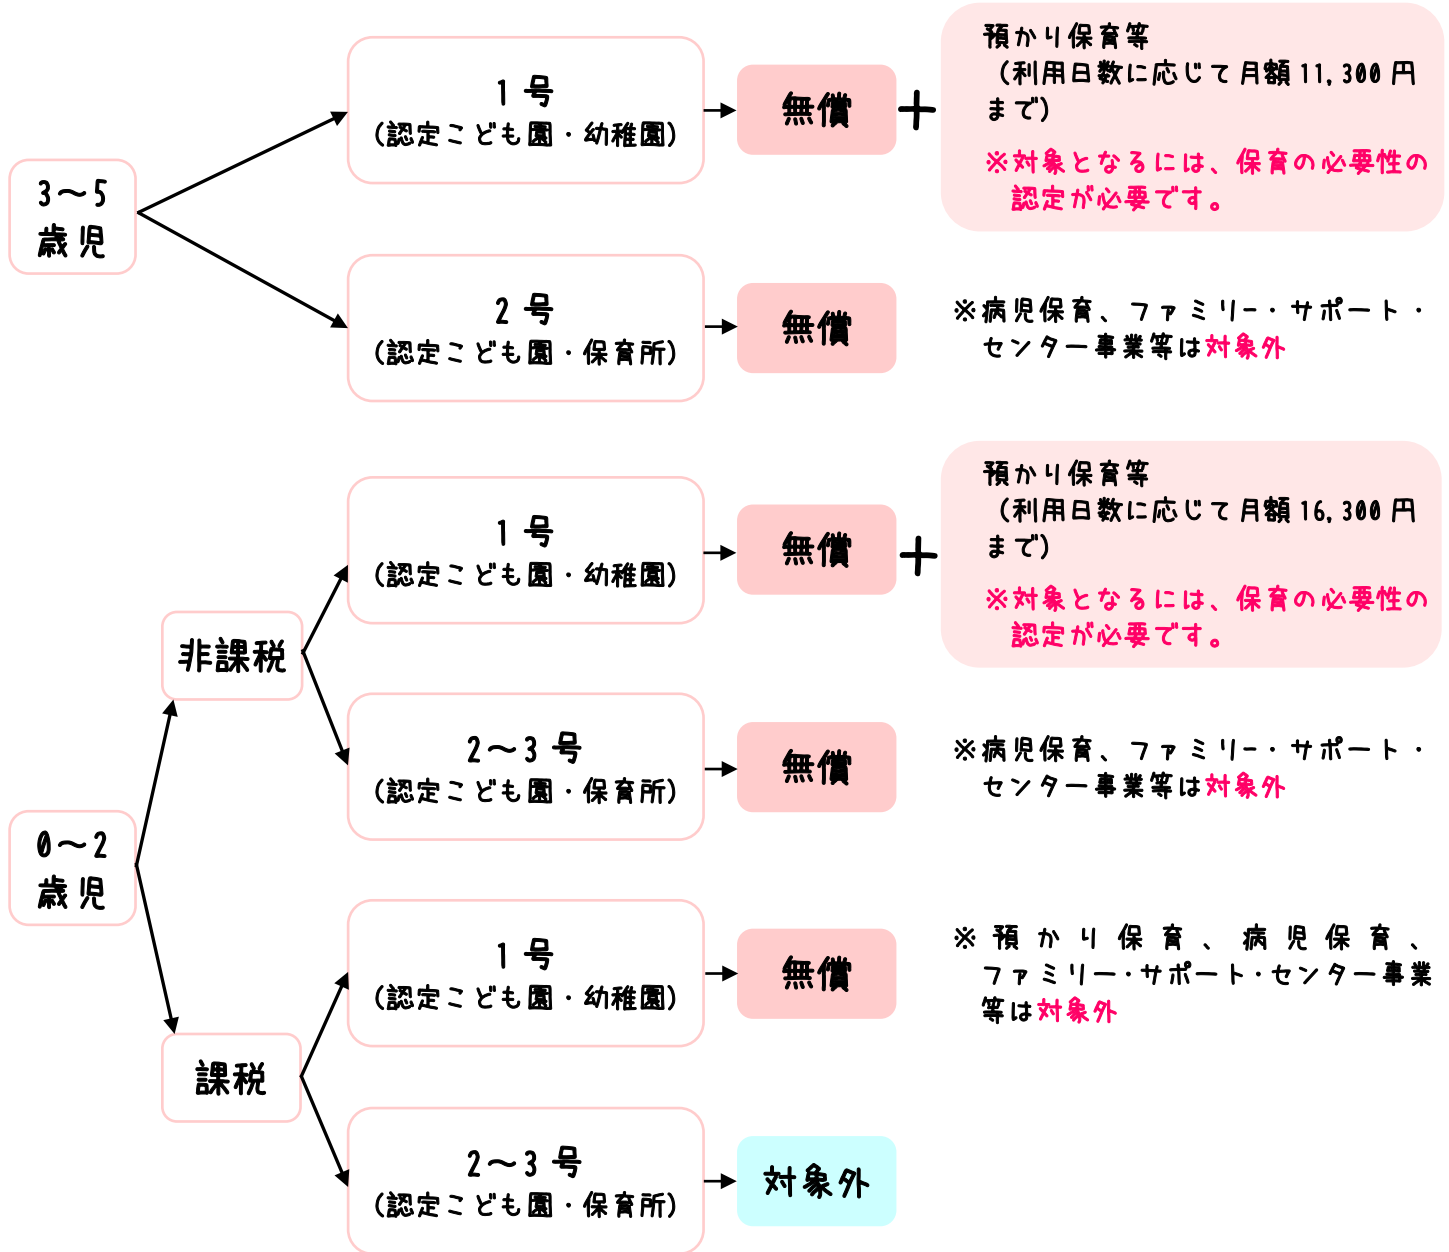 3～5
歳児
1号
(認定こども園・幼稚園)
無償
＋
預かり保育等
(利用日数に応じて月額11,300円
まで)
※対象となるには、保育の必要性の
認定が必要です。
2号
(認定こども園・保育所)
無償
※病児保育、ファミリー・サポート・
センター事業等は対象外
0～2
歳児
非課税
1号
(認定こども園・幼稚園)
無償
＋
預かり保育等
(利用日数に応じて月額16,300円
まで)
※対象となるには、保育の必要性の
認定が必要です。
2～3号
(認定こども園・保育所)
無償
※病児保育、ファミリー・サポート・
センター事業等は対象外
課税
1号
(認定こども園・幼稚園)
無償
※預かり保育、病児保育、
ファミリー・サポート・センター事業
等は対象外
2～3号
(認定こども園・保育所)
対象外